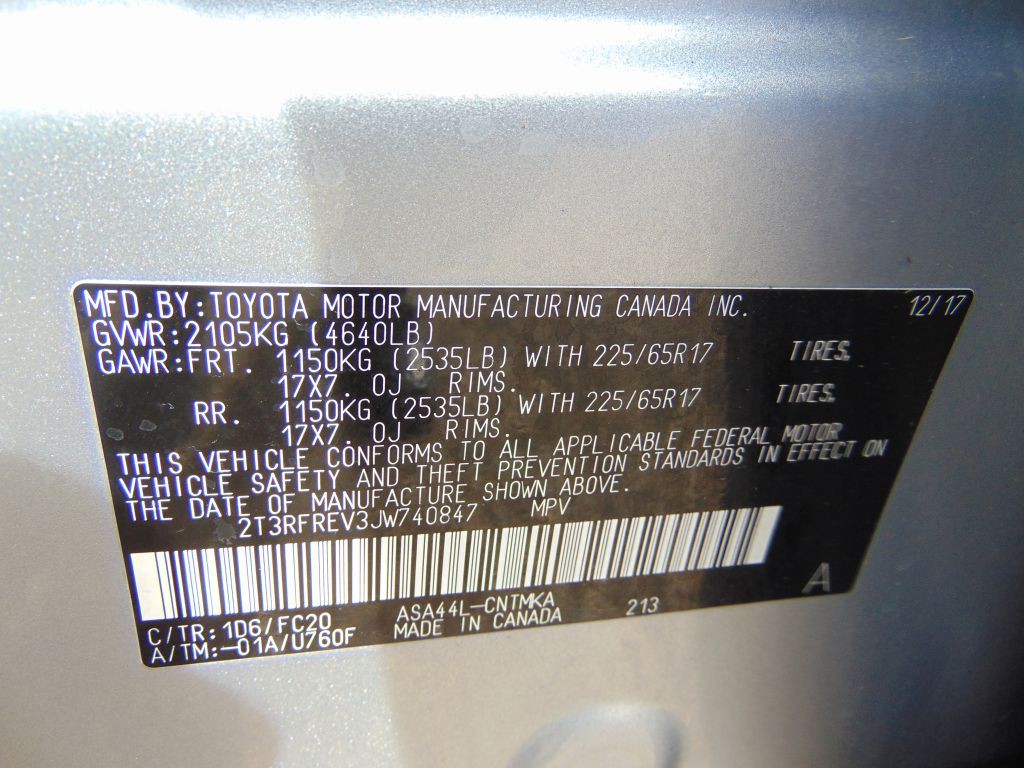 MFD.BY:TOYOTA MOTOR MANUFACTURING CANADA INC. 12/17
GVWR:2105KG (4640LB)
GAWR:FRT. 1150KG (2535LB) WITH 225/65R17 TIRES.
17X7.0J RIMS.
RR. 1150KG (2535LB) WITH 225/65R17 TIRES.
17X7.0J RIMS.
THIS VEHICLE CONFORMS TO ALL APPLICABLE FEDERAL MOTOR
VEHICLE SAFETY AND THEFT PREVENTION STANDARDS IN EFFECT ON
THE DATE OF MANUFACTURE SHOWN ABOVE.
2T3RFREV3JW740847 MPV
A
C/TR:1D6/FC20 ASA44L-CNTMKA 213
A/TM:-01A/U760F MADE IN CANADA